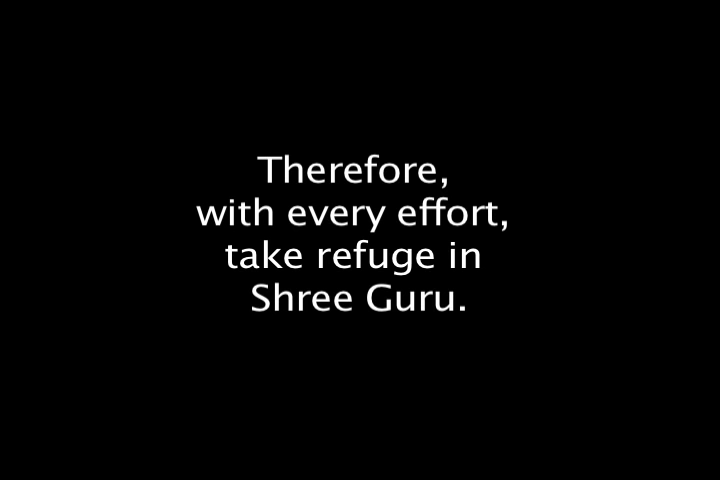 Therefore,
with every effort,
take refuge in
Shree Guru.